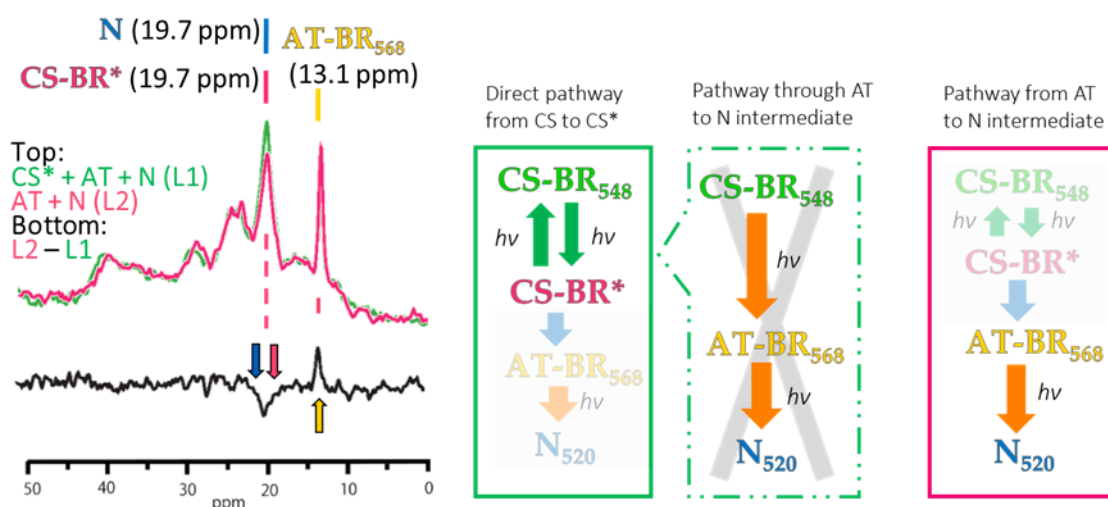 N (19.7 ppm)
AT-BR568
CS-BR* (19.7 ppm)
(13.1 ppm)
Top:
CS* + AT + N (L1)
AT + N (L2)
Bottom:
L2 – L1
50 40 30 20 10 0
ppm
Direct pathway
from CS to CS*
CS-BR548
hv hv
CS-BR*
AT-BR568
hv
N520
Pathway through AT
to N intermediate
CS-BR548
hv
AT-BR568
hv
N520
Pathway from AT
to N intermediate
CS-BR548
hv hv
CS-BR*
AT-BR568
hv
N520